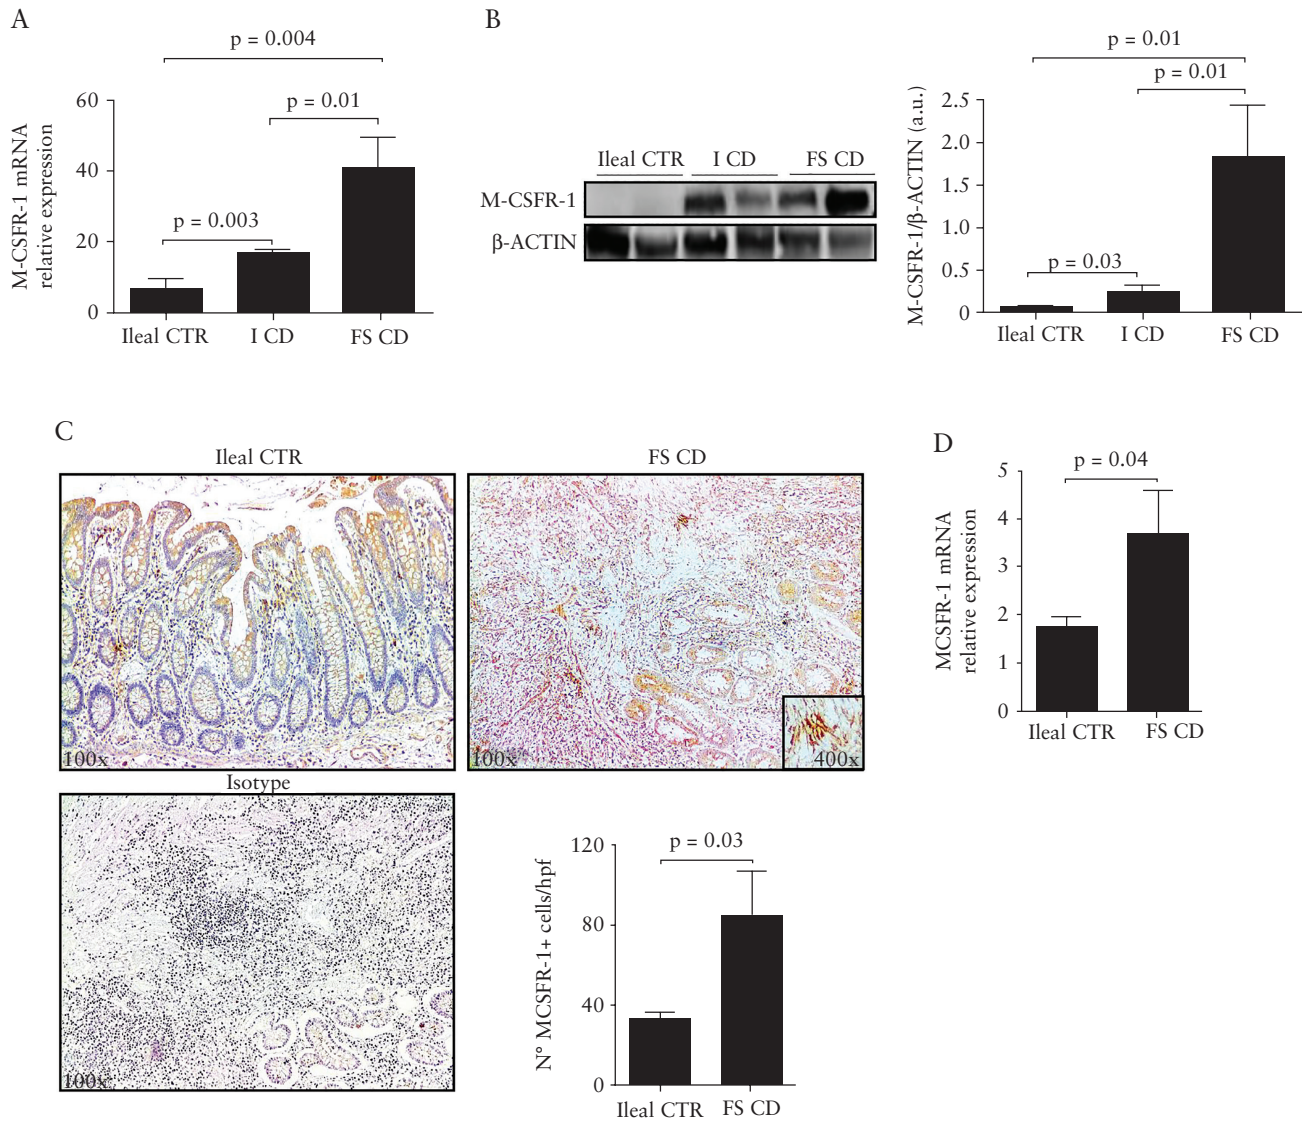 A
p = 0.004
p = 0.01
p = 0.003
M-CSFR-1 mRNA
relative expression
60
40
20
0
Ileal CTR I CD FS CD
B
Ileal CTR I CD FS CD
M-CSFR-1
β-ACTIN
p = 0.01
p = 0.01
p = 0.03
M-CSFR-1/β-ACTIN (a.u.)
2.5
2.0
1.5
1.0
0.5
0
Ileal CTR I CD FS CD
C
Ileal CTR
100x
FS CD
100x
400x
Isotype
100x
p = 0.03
N° MCSFR-1+ cells/hpf
120
80
40
0
Ileal CTR FS CD
D
p = 0.04
MCSFR-1 mRNA
relative expression
5
4
3
2
1
0
Ileal CTR FS CD